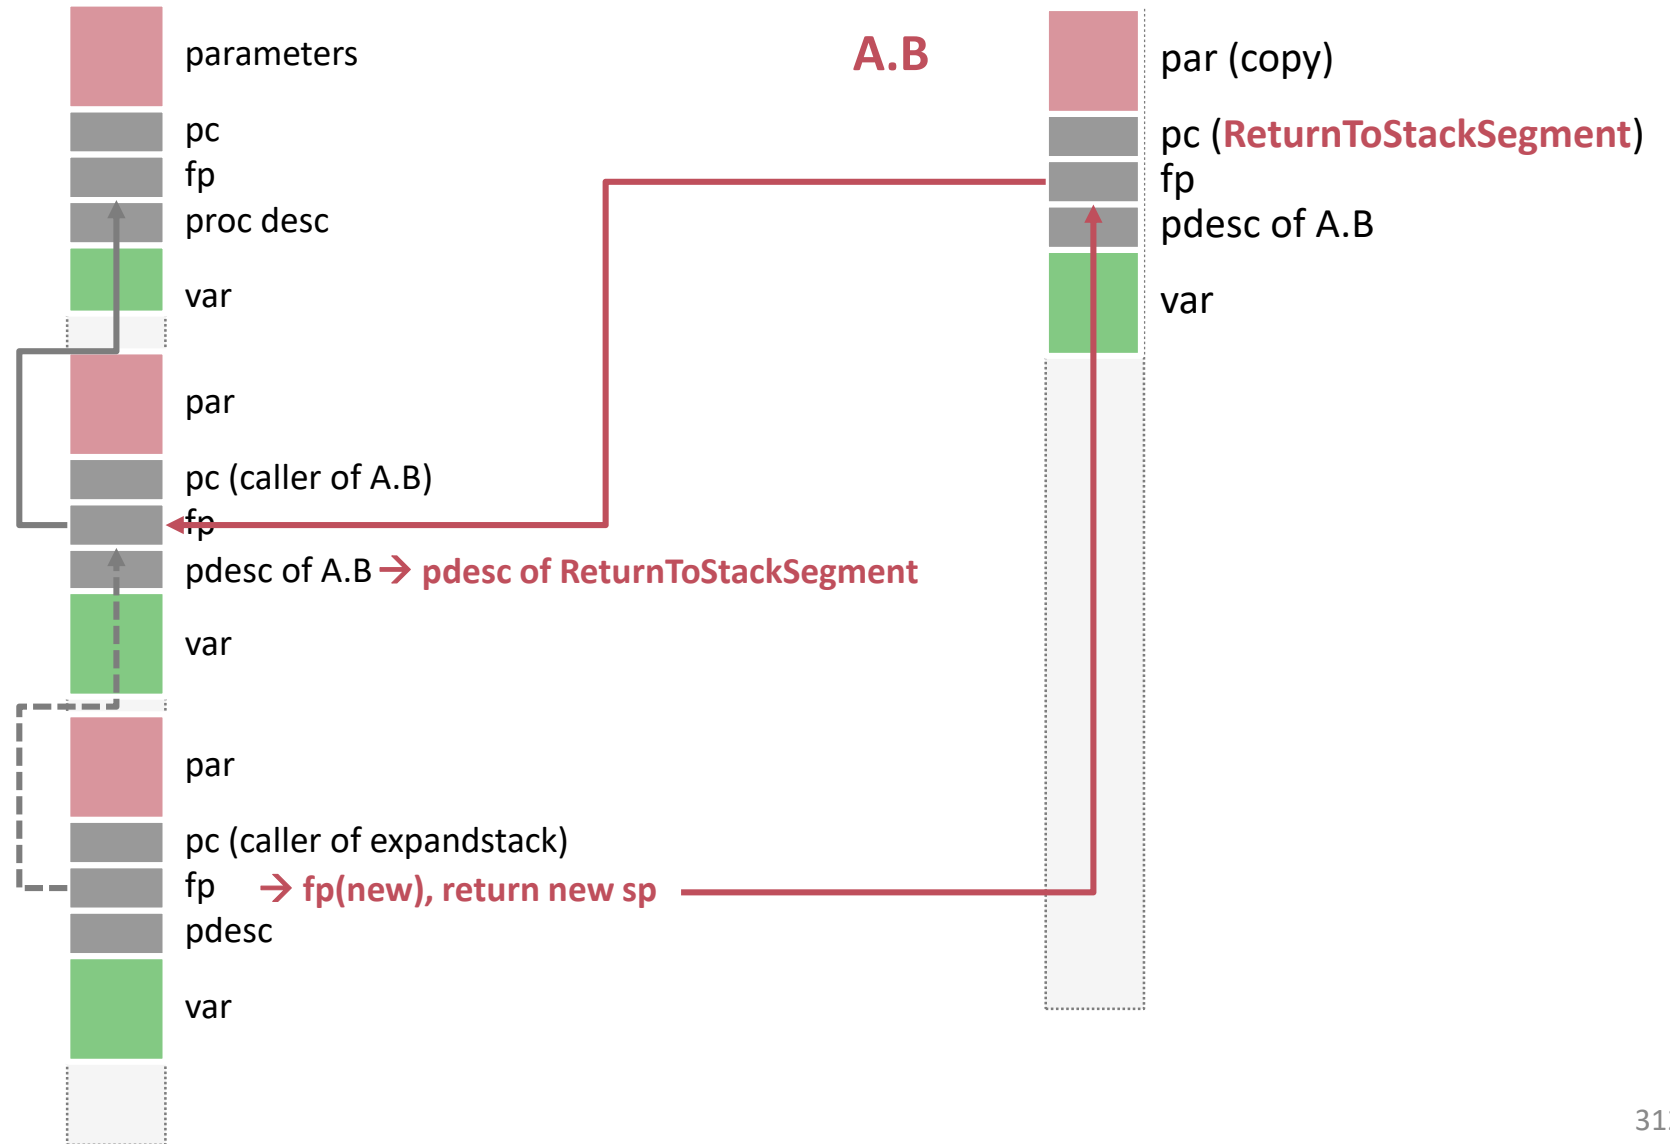 parameters
pc
fp
proc desc
var
par
pc (caller of A.B)
fp
pdesc of A.B → pdesc of ReturnToStackSegment
var
par
pc (caller of expandstack)
fp → fp(new), return new sp
pdesc
var
A.B
par (copy)
pc (ReturnToStackSegment)
fp
pdesc of A.B
var